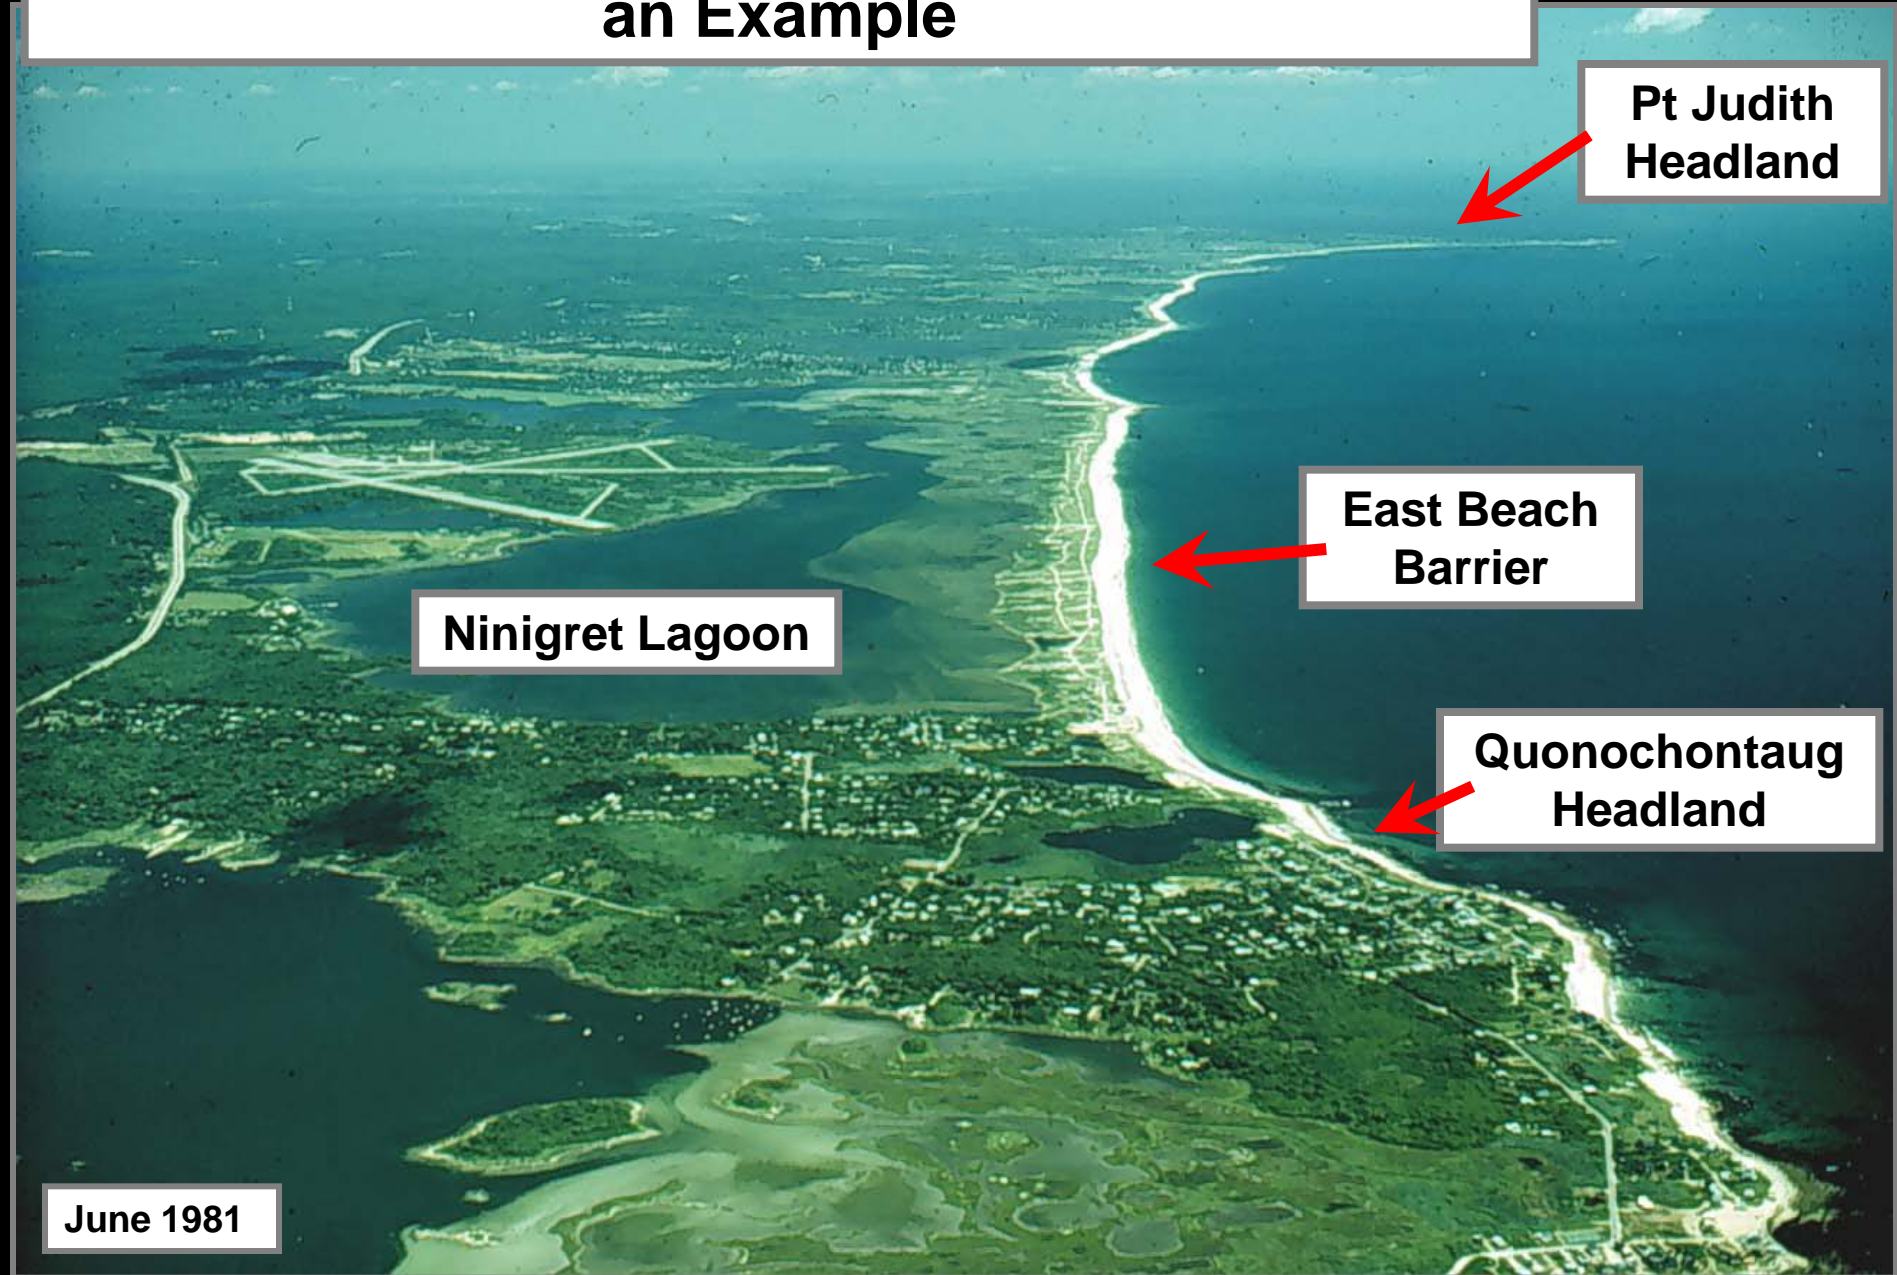 an Example
Pt Judith
Headland
East Beach
Barrier
Ninigret Lagoon
Quonochontaug
Headland
June 1981